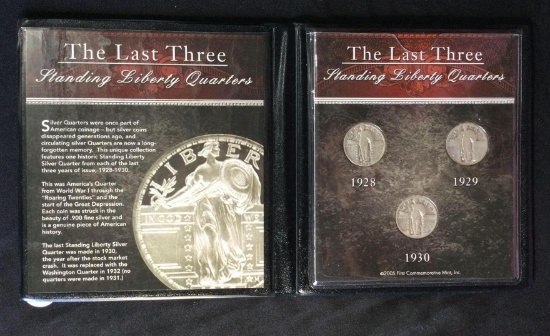 The Last Three
Standing Liberty Quarters
Silver Quarters were once part of
American coinage – but silver coins
disappeared generations ago, and
circulating silver Quarters are now a long-
forgotten memory. This unique collection
features one historic Standing Liberty
Silver Quarter from each of the last
three years of issue, 1928-1930.
This was America's Quarter
from World War I through the
"Roaring Twenties" and the
start of the Great Depression.
Each coin was struck in the
beauty of .900 fine silver and
is a genuine piece of American
history.
The last Standing Liberty Silver
Quarter was made in 1930,
the year after the stock market
crash. It was replaced with the
Washington Quarter in 1932 (no
quarters were made in 1931.)
LIBERTY
IN GOD WE
The Last Three
Standing Liberty Quarters
1928
1929
1930
©2005 First Commemorative Mint, Inc.